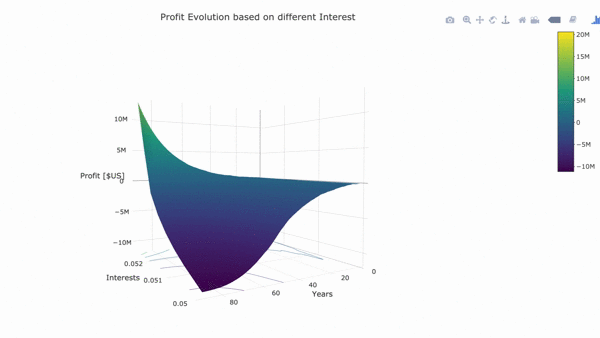 Profit Evolution based on different Interest
20M
15M
10M
5M
0
−5M
−10M
10M
5M
Profit [$US]
0
−5M
−10M
0.052
Interests
0.051
0.05
80
60
40
20
0
Years